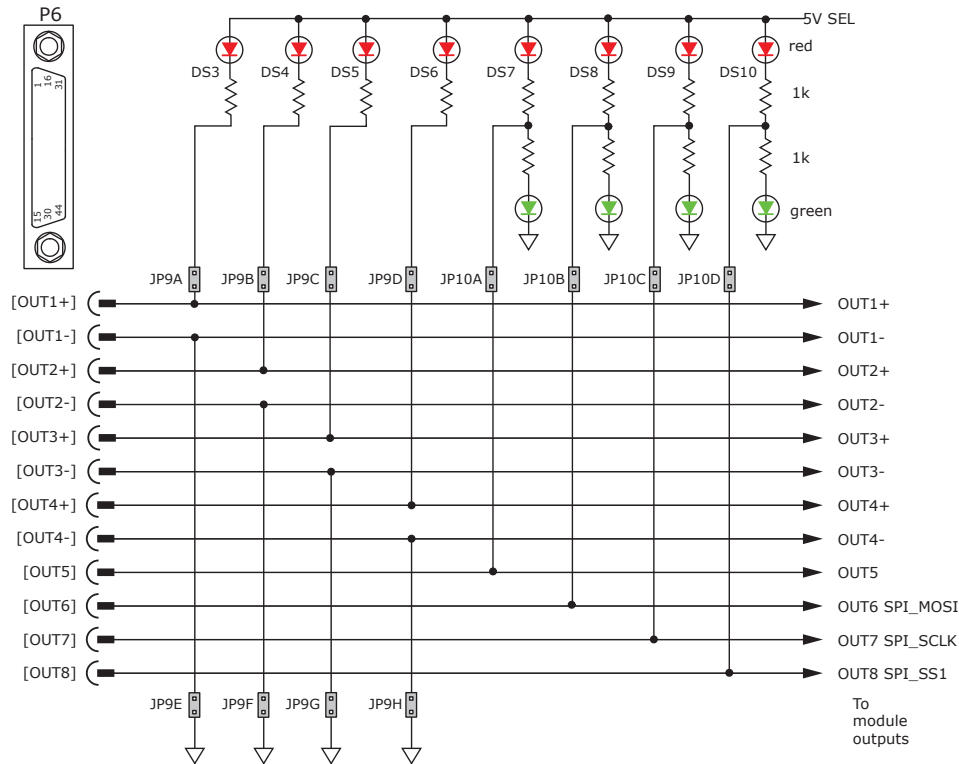 P6
5V SEL
1 16 31
15 30 44
DS3 DS4 DS5 DS6 DS7 DS8 DS9 DS10 red
1k
1k
green
JP9A JP9B JP9C JP9D JP10A JP10B JP10C JP10D
[OUT1+] OUT1+
[OUT1-] OUT1-
[OUT2+] OUT2+
[OUT2-] OUT2-
[OUT3+] OUT3+
[OUT3-] OUT3-
[OUT4+] OUT4+
[OUT4-] OUT4-
[OUT5] OUT5
[OUT6] OUT6 SPI_MOSI
[OUT7] OUT7 SPI_SCLK
[OUT8] OUT8 SPI_SS1
JP9E JP9F JP9G JP9H
To
module
outputs